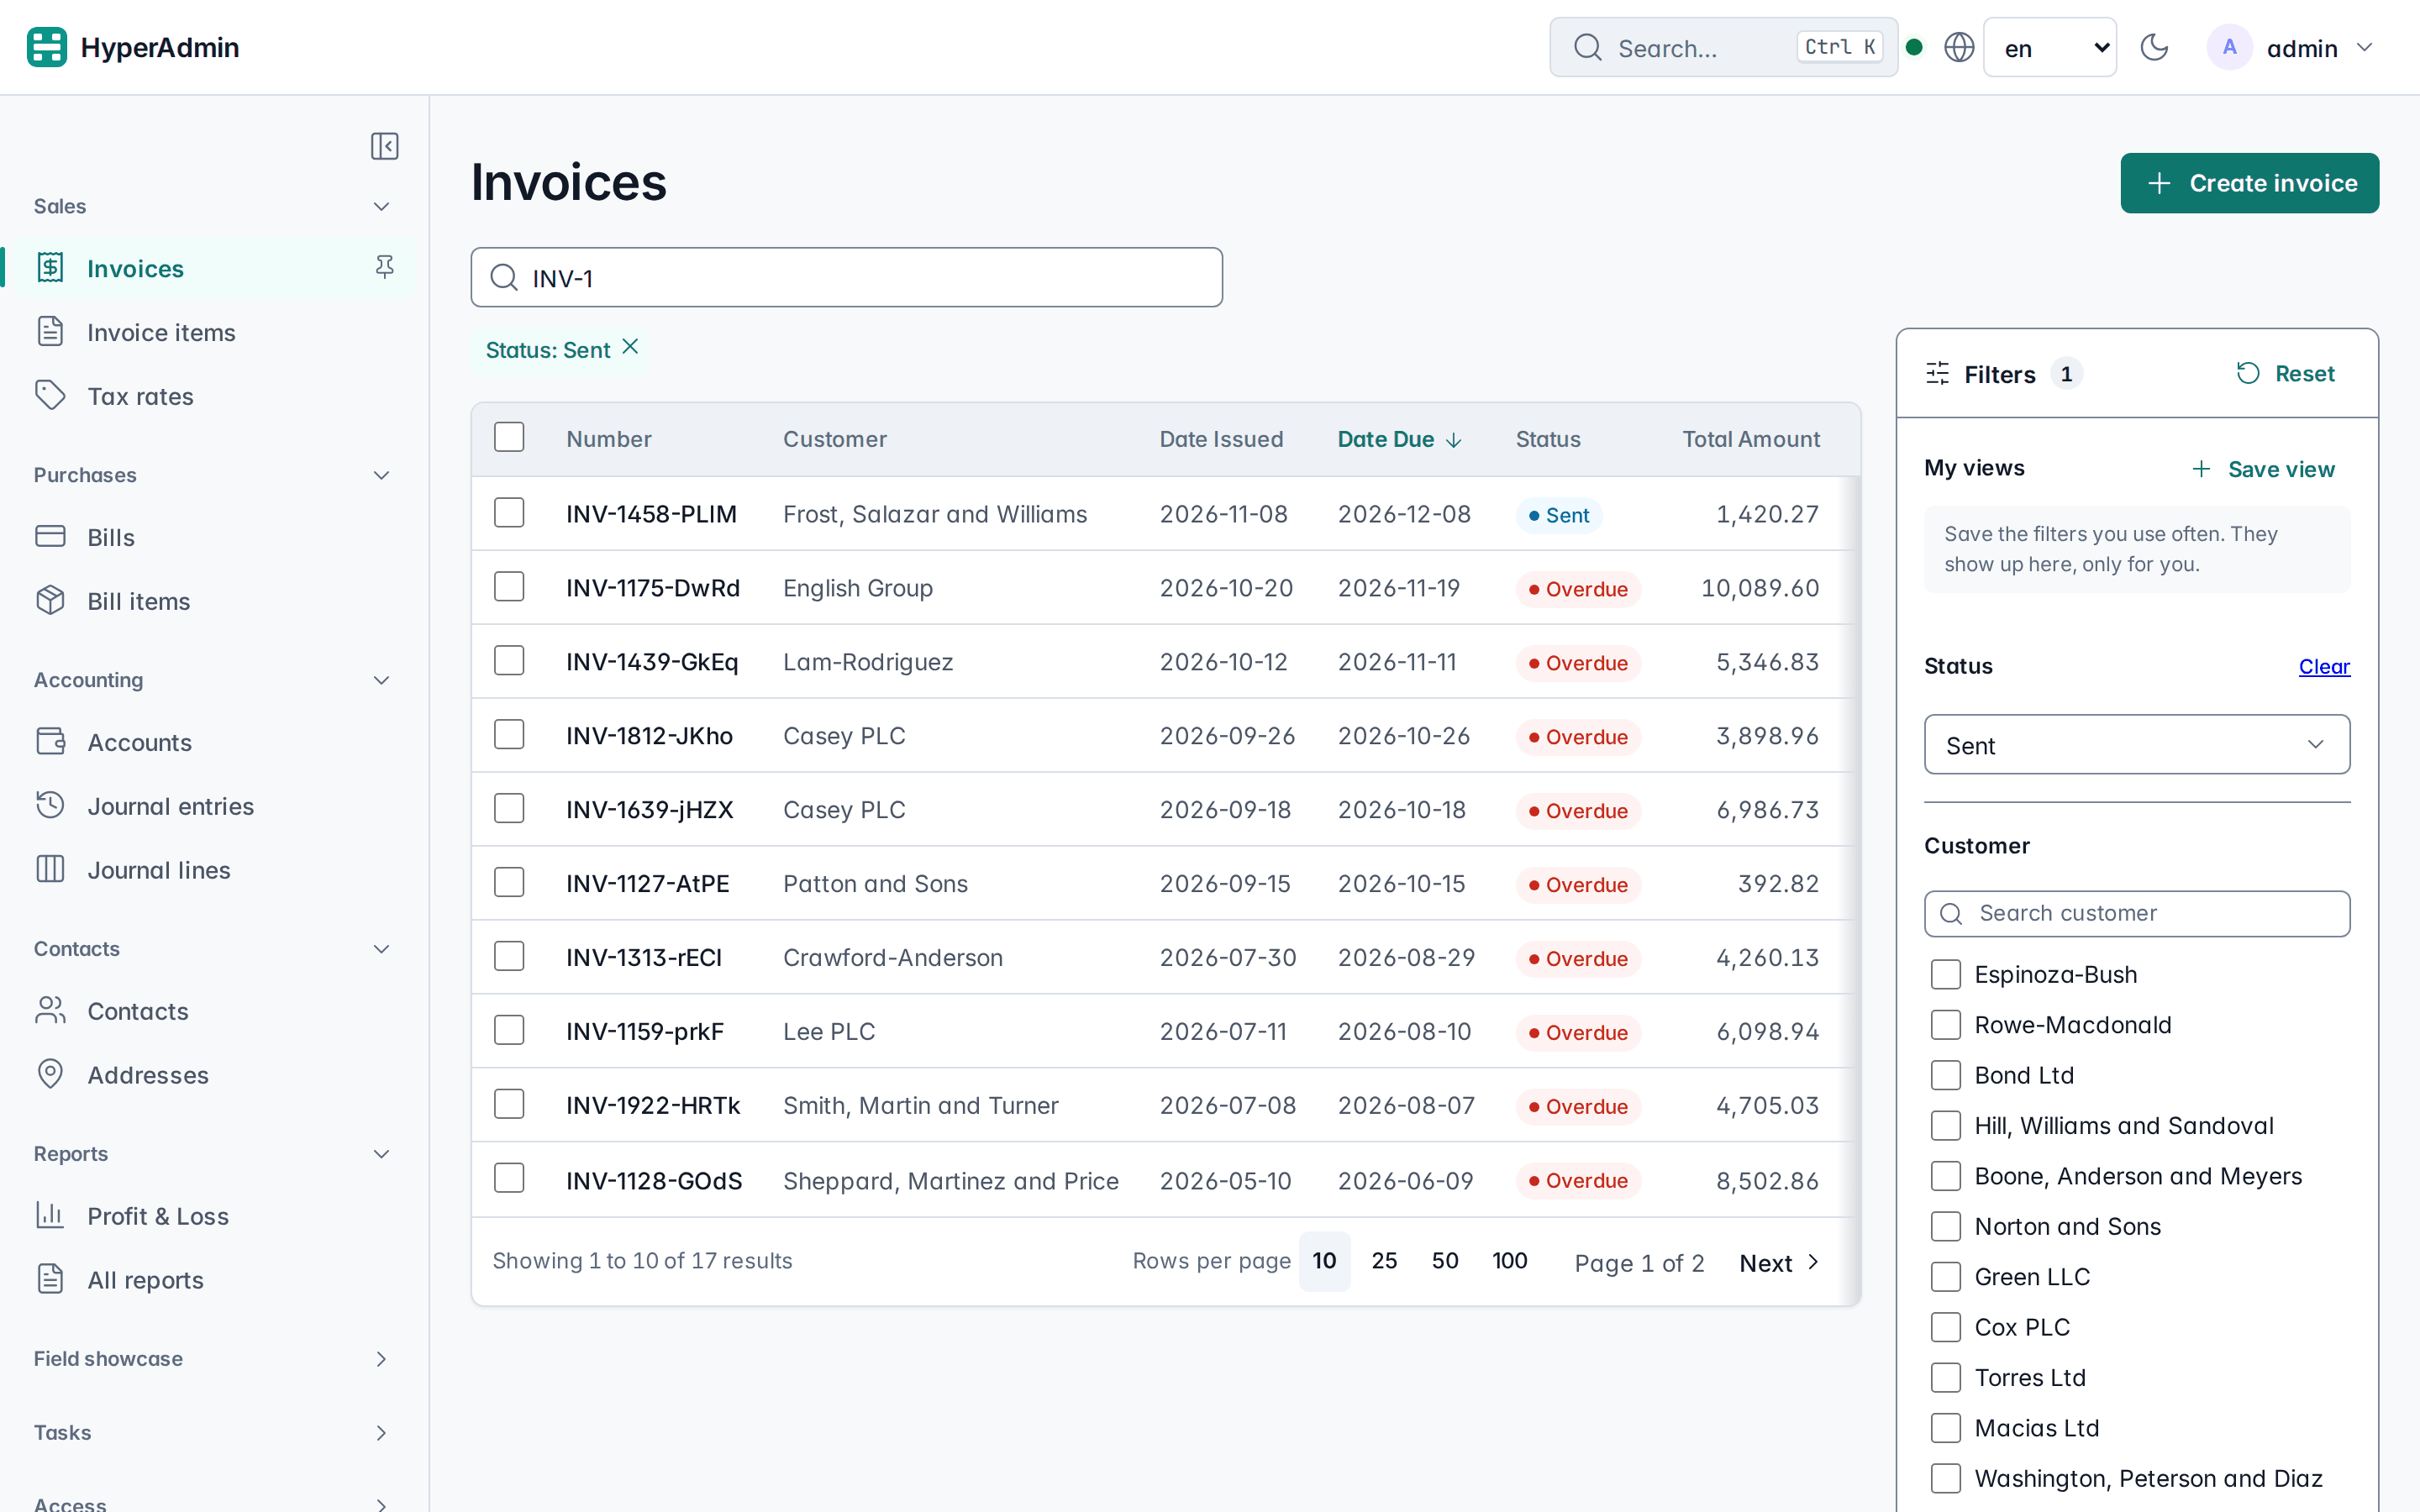 HyperAdmin
Search...
Ctrl K
en
A
admin
Sales
Invoices
Invoice items
Tax rates
Purchases
Bills
Bill items
Accounting
Accounts
Journal entries
Journal lines
Contacts
Contacts
Addresses
Reports
Profit & Loss
All reports
Field showcase
Tasks
Access
Invoices
Create invoice
INV-1
Status: Sent
Number Customer Date Issued Date Due Status Total Amount
INV-1458-PLIM Frost, Salazar and Williams 2026-11-08 2026-12-08 Sent 1,420.27
INV-1175-DwRd English Group 2026-10-20 2026-11-19 Overdue 10,089.60
INV-1439-GkEq Lam-Rodriguez 2026-10-12 2026-11-11 Overdue 5,346.83
INV-1812-JKho Casey PLC 2026-09-26 2026-10-26 Overdue 3,898.96
INV-1639-jHZX Casey PLC 2026-09-18 2026-10-18 Overdue 6,986.73
INV-1127-AtPE Patton and Sons 2026-09-15 2026-10-15 Overdue 392.82
INV-1313-rECI Crawford-Anderson 2026-07-30 2026-08-29 Overdue 4,260.13
INV-1159-prkF Lee PLC 2026-07-11 2026-08-10 Overdue 6,098.94
INV-1922-HRTk Smith, Martin and Turner 2026-07-08 2026-08-07 Overdue 4,705.03
INV-1128-GOdS Sheppard, Martinez and Price 2026-05-10 2026-06-09 Overdue 8,502.86
Showing 1 to 10 of 17 results
Rows per page 10 25 50 100
Page 1 of 2
Next
Filters 1
Reset
My views
Save view
Save the filters you use often. They
show up here, only for you.
Status
Clear
Sent
Customer
Search customer
Espinoza-Bush
Rowe-Macdonald
Bond Ltd
Hill, Williams and Sandoval
Boone, Anderson and Meyers
Norton and Sons
Green LLC
Cox PLC
Torres Ltd
Macias Ltd
Washington, Peterson and Diaz